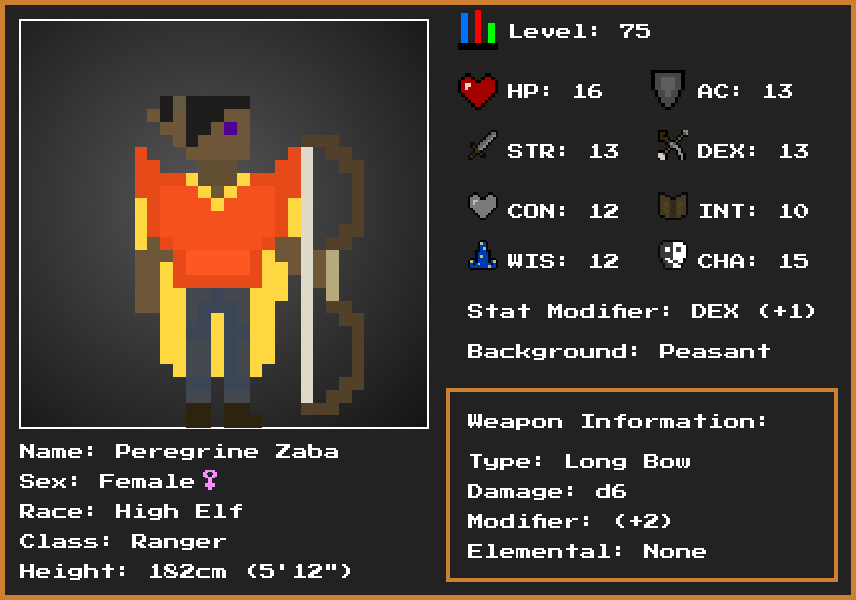 Level: 75
HP: 16
AC: 13
STR: 13
DEX: 13
CON: 12
INT: 10
WIS: 12
CHA: 15
Stat Modifier: DEX (+1)
Background: Peasant
Weapon Information:
Type: Long Bow
Damage: d6
Modifier: (+2)
Elemental: None
Name: Peregrine Zaba
Sex: Female♀
Race: High Elf
Class: Ranger
Height: 182cm (5'12")